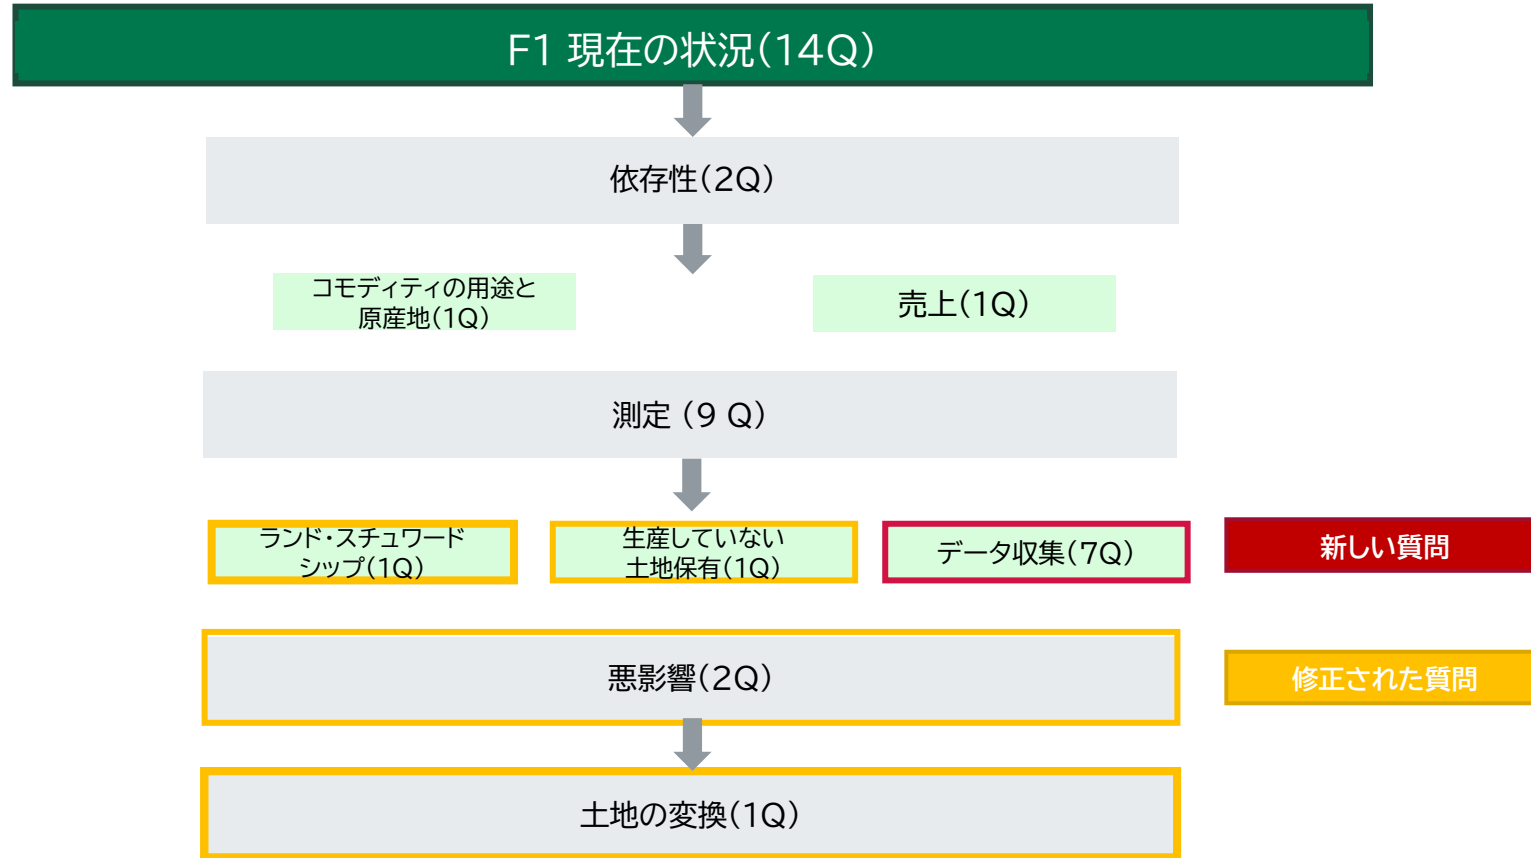 F1 現在の状況(14Q)
依存性(2Q)
コモディティの用途と
原産地(1Q)
売上(1Q)
測定 (9 Q)
ランド・スチュワード
シップ(1Q)
生産していない
土地保有(1Q)
データ収集(7Q)
新しい質問
悪影響(2Q)
修正された質問
土地の変換(1Q)